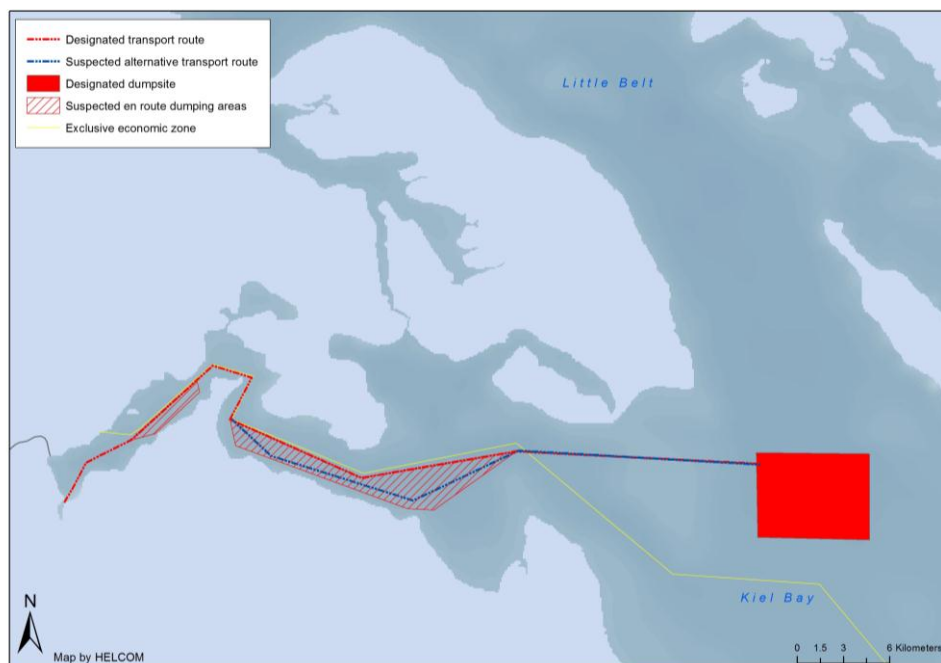 Designated transport route
Suspected alternative transport route
Designated dumpsite
Suspected en route dumping areas
Exclusive economic zone
Little Belt
Kiel Bay
N
Map by HELCOM
0 1.5 3 6 Kilometers